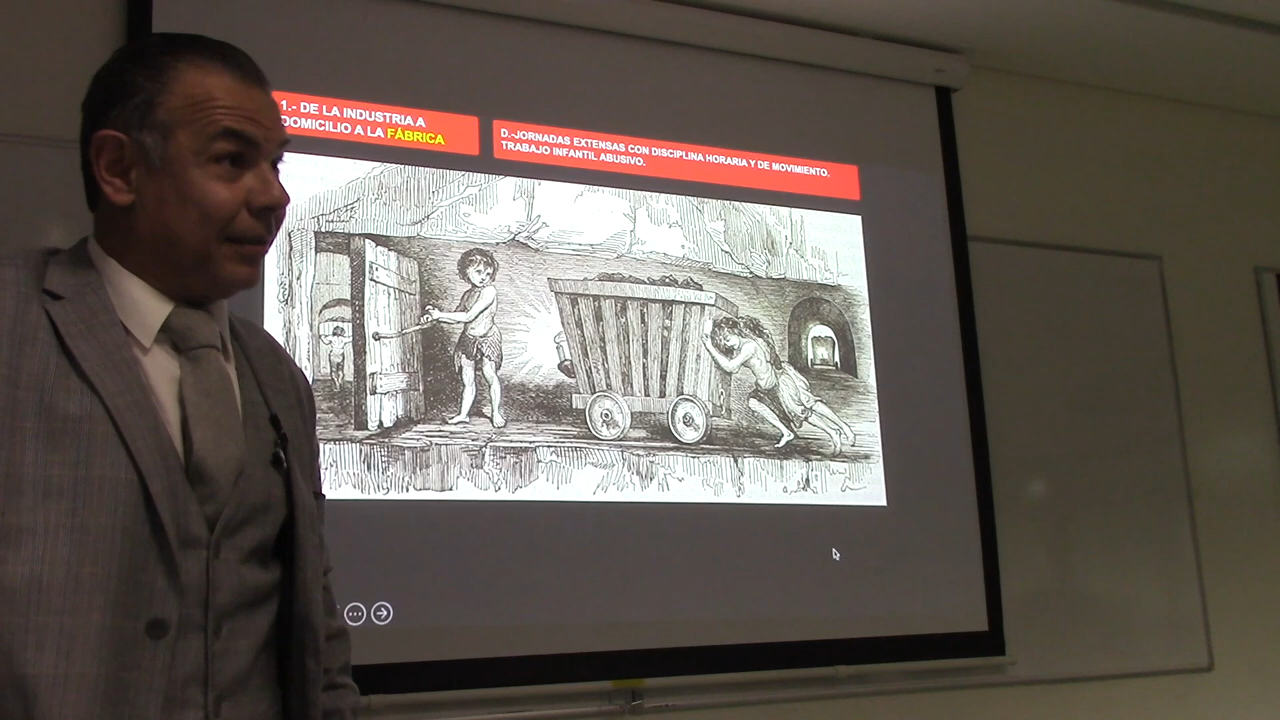 1.- DE LA INDUSTRIA A
DOMICILIO A LA FÁBRICA
D.-JORNADAS EXTENSAS CON DISCIPLINA HORARIA Y DE MOVIMIENTO.
TRABAJO INFANTIL ABUSIVO.